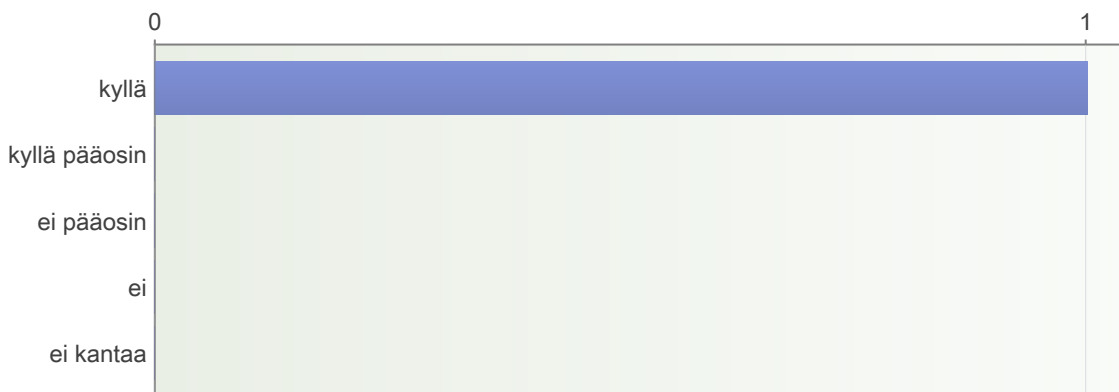 0 1
kyllä
kyllä pääosin
ei pääosin
ei
ei kantaa